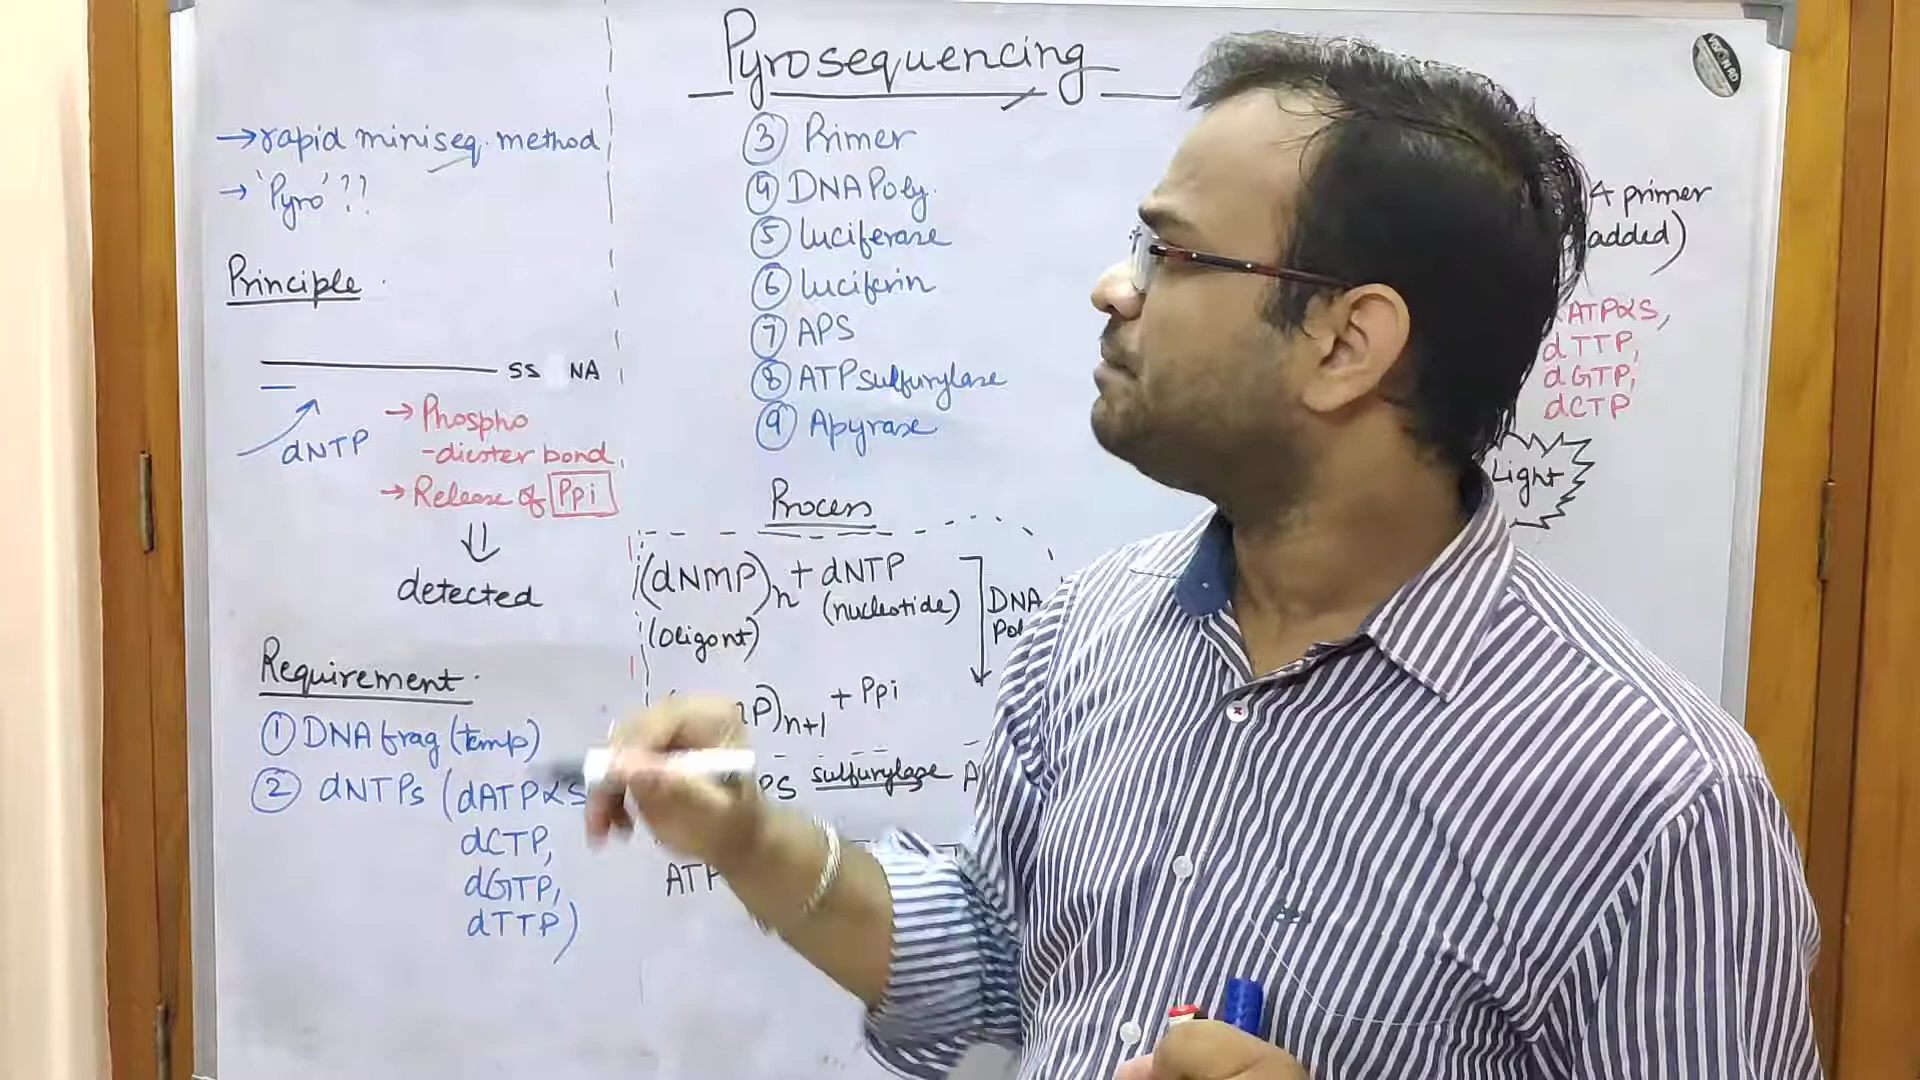 Pyrosequencing
→ rapid miniseq. method
→ 'Pyro'??
Principle
SS NA
dNTP
→ Phospho
-diester bond,
→ Release of Ppi
⇓
detected
Requirement
① DNA frag (temp)
② dNTPs (dATPαS
dCTP,
dGTP,
dTTP)
③ Primer
④ DNA Poly.
⑤ luciferase
⑥ luciferin
⑦ APS
⑧ ATP sulfurylase
⑨ Apyrase
Process
(dNMP)n + dNTP
(nucleotide)
(oligont)
DNA
Pol
P)n+1 + Ppi
PS sulfurylase A
ATP
4 primer
added)
ATPαS,
dTTP,
dGTP,
dCTP
Light